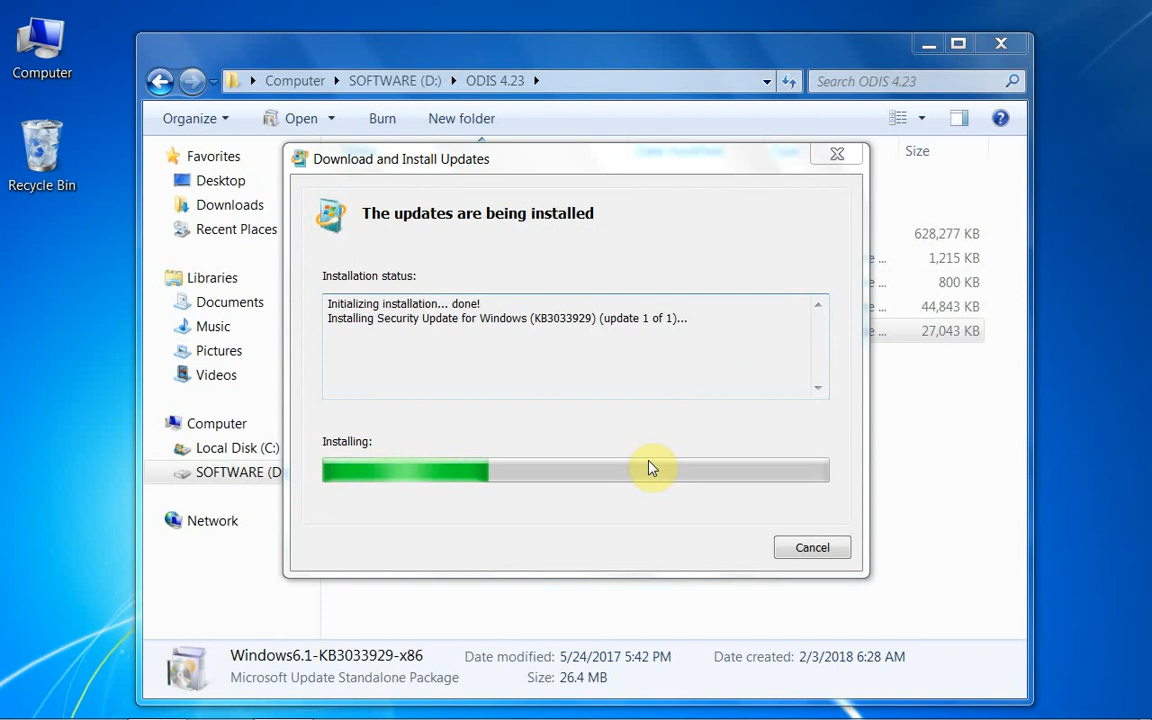 Computer
Recycle Bin
Computer
SOFTWARE (D:)
ODIS 4.23
Search ODIS 4.23
Organize
Open
Burn
New folder
Favorites
Desktop
Downloads
Recent Places
Libraries
Documents
Music
Pictures
Videos
Computer
Local Disk (C:)
SOFTWARE (D
Network
Size
628,277 KB
e ... 1,215 KB
e ... 800 KB
e ... 44,843 KB
e ... 27,043 KB
Download and Install Updates
The updates are being installed
Installation status:
Initializing installation... done!
Installing Security Update for Windows (KB3033929) (update 1 of 1)...
Installing:
Cancel
Windows6.1-KB3033929-x86
Date modified: 5/24/2017 5:42 PM
Date created: 2/3/2018 6:28 AM
Microsoft Update Standalone Package
Size: 26.4 MB